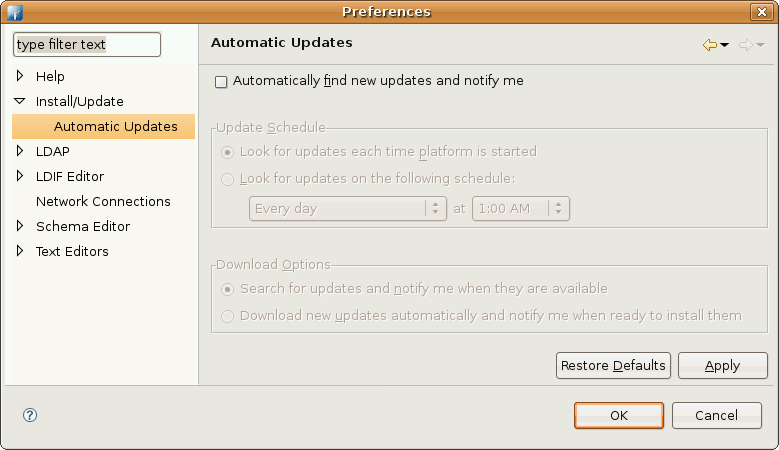 Preferences
type filter text
Help
Install/Update
Automatic Updates
LDAP
LDIF Editor
Network Connections
Schema Editor
Text Editors
Automatic Updates
Automatically find new updates and notify me
Update Schedule
Look for updates each time platform is started
Look for updates on the following schedule:
Every day at 1:00 AM
Download Options
Search for updates and notify me when they are available
Download new updates automatically and notify me when ready to install them
Restore Defaults Apply
? OK Cancel